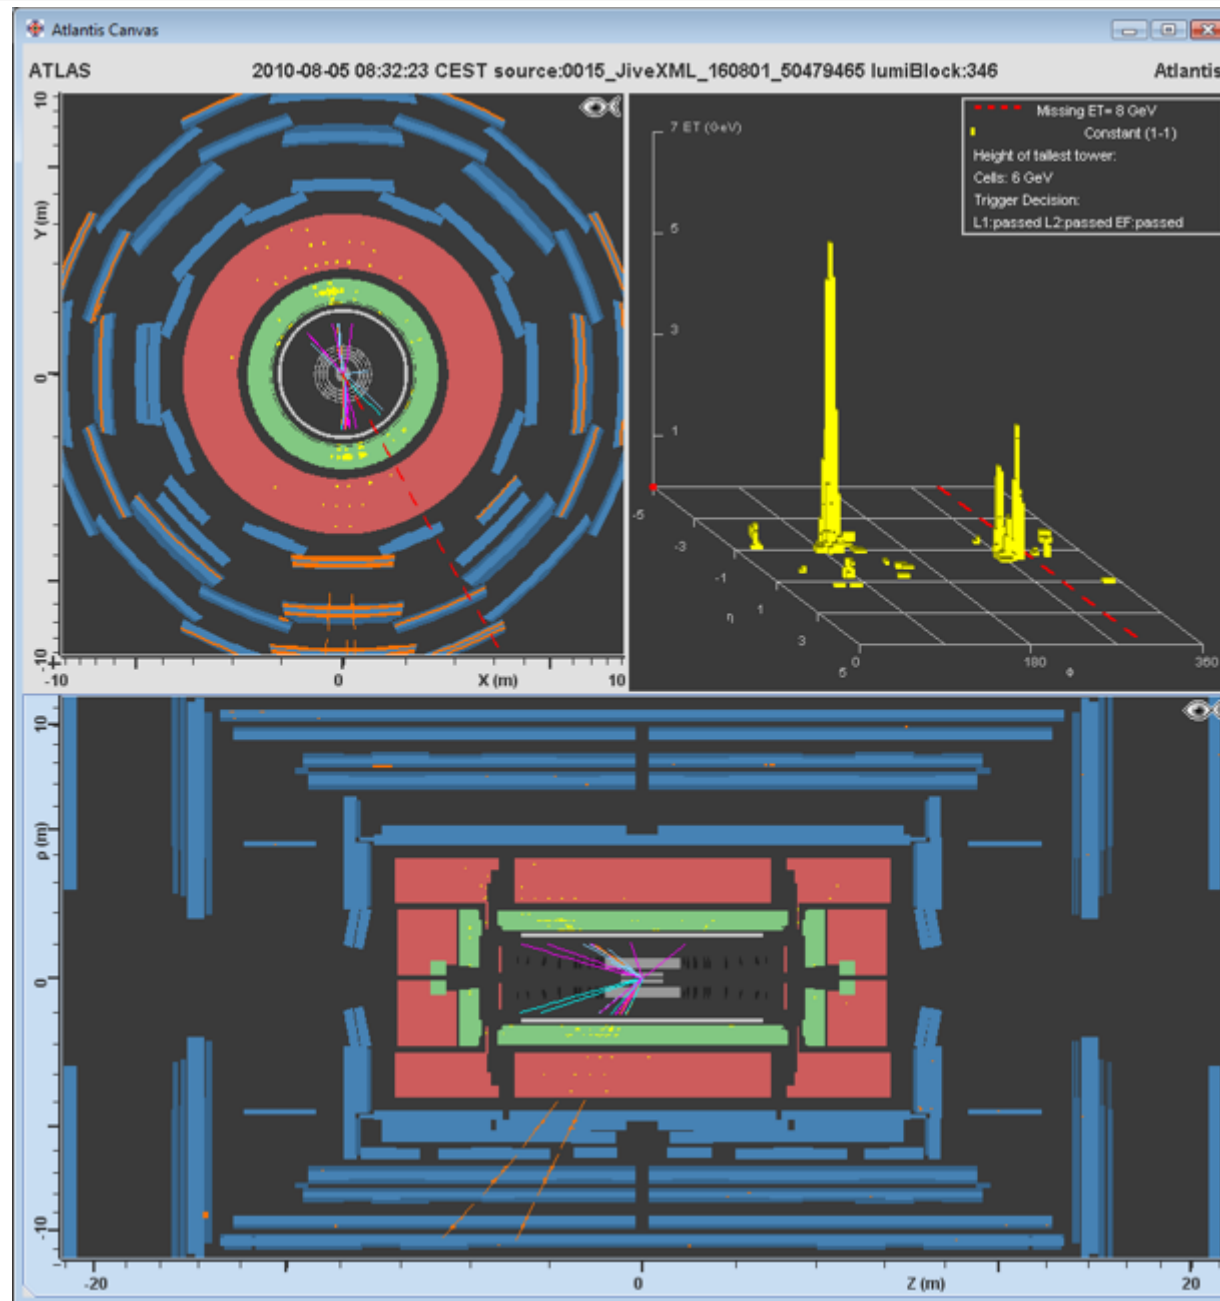 Atlantis Canvas
ATLAS 2010-08-05 08:32:23 CEST source:0015_JiveXML_160801_50479465 lumiBlock:346 Atlantis
10
Y (m)
0
-10
-10 0 X (m) 10
7 ET (GeV)
5
3
1
-5
-3
-1
η 1
3
5 0 180 Φ 360
Missing ET= 8 GeV
Constant (1-1)
Height of tallest tower:
Cells: 6 GeV
Trigger Decision:
L1:passed L2:passed EF:passed
10
ρ (m)
0
-10
-20 0 Z (m) 20